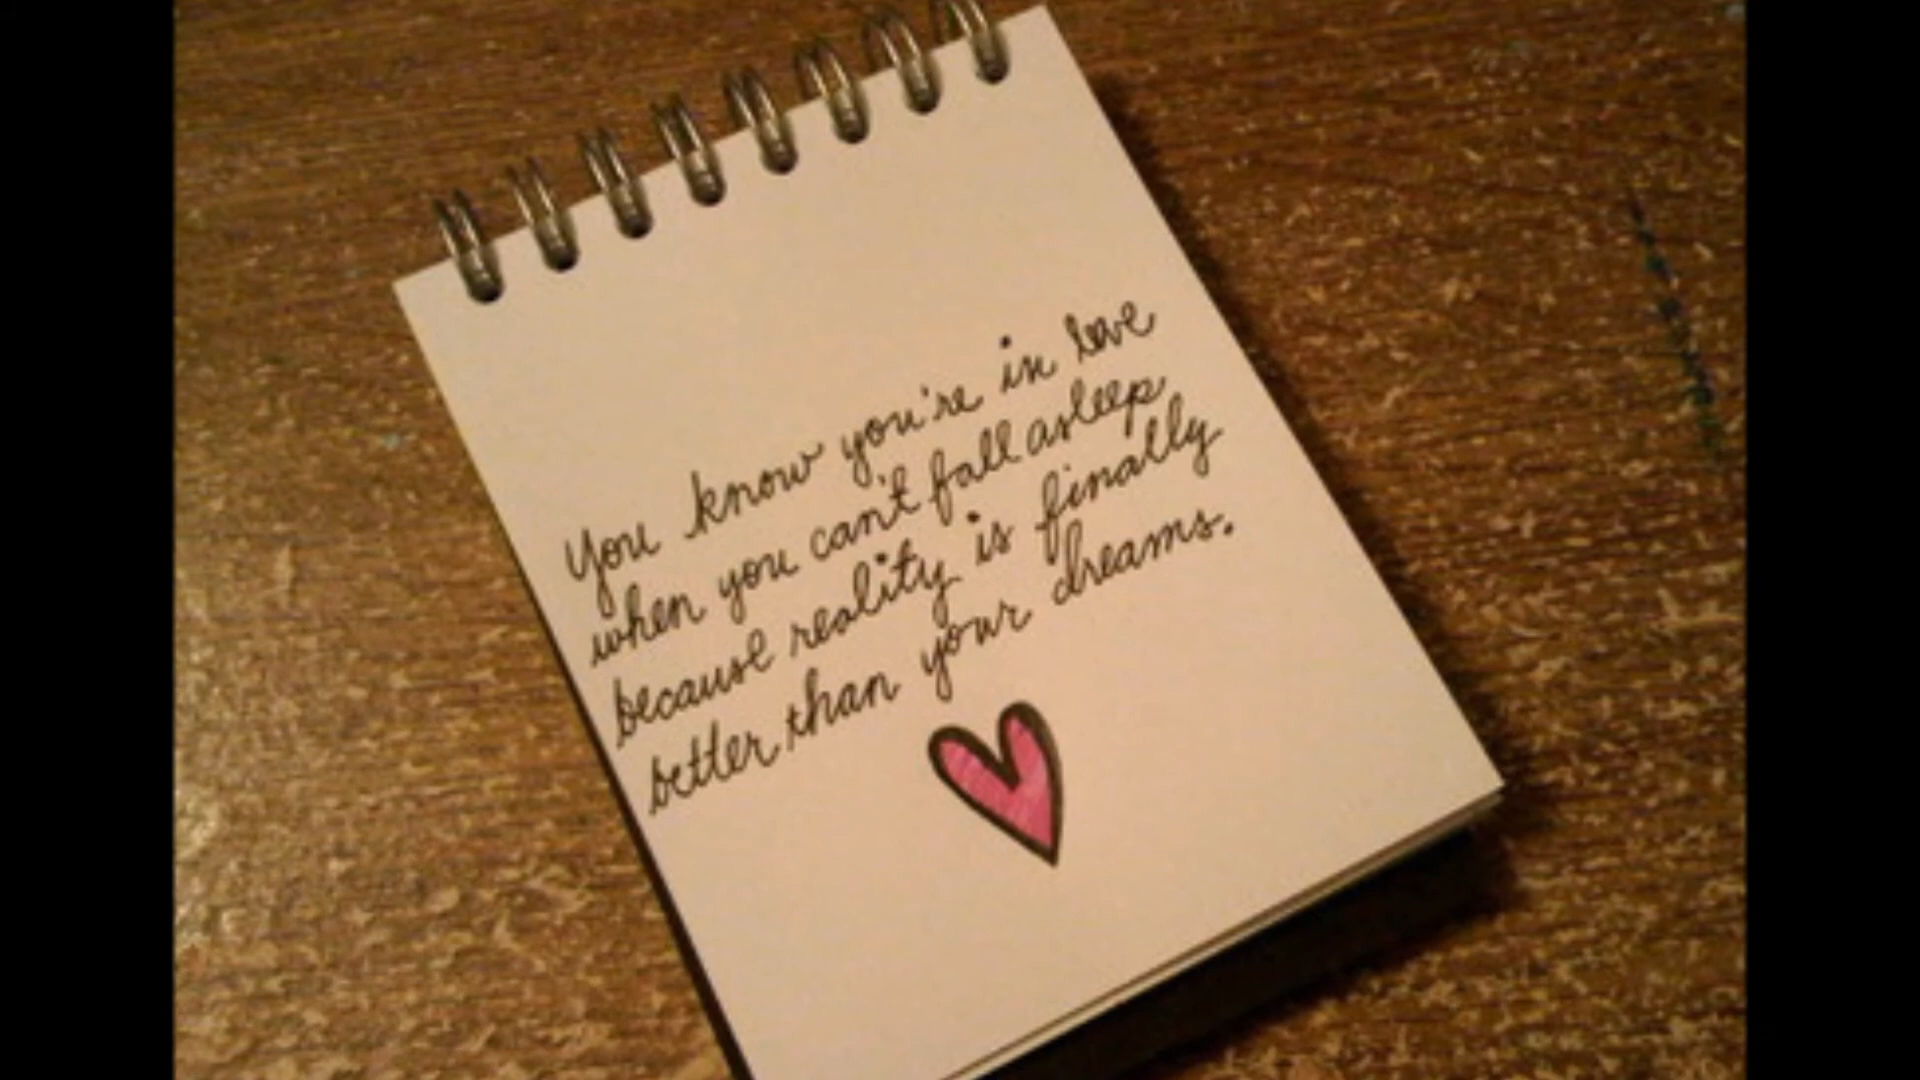 You know you're in love
when you can't fall asleep
because reality is finally
better than your dreams.